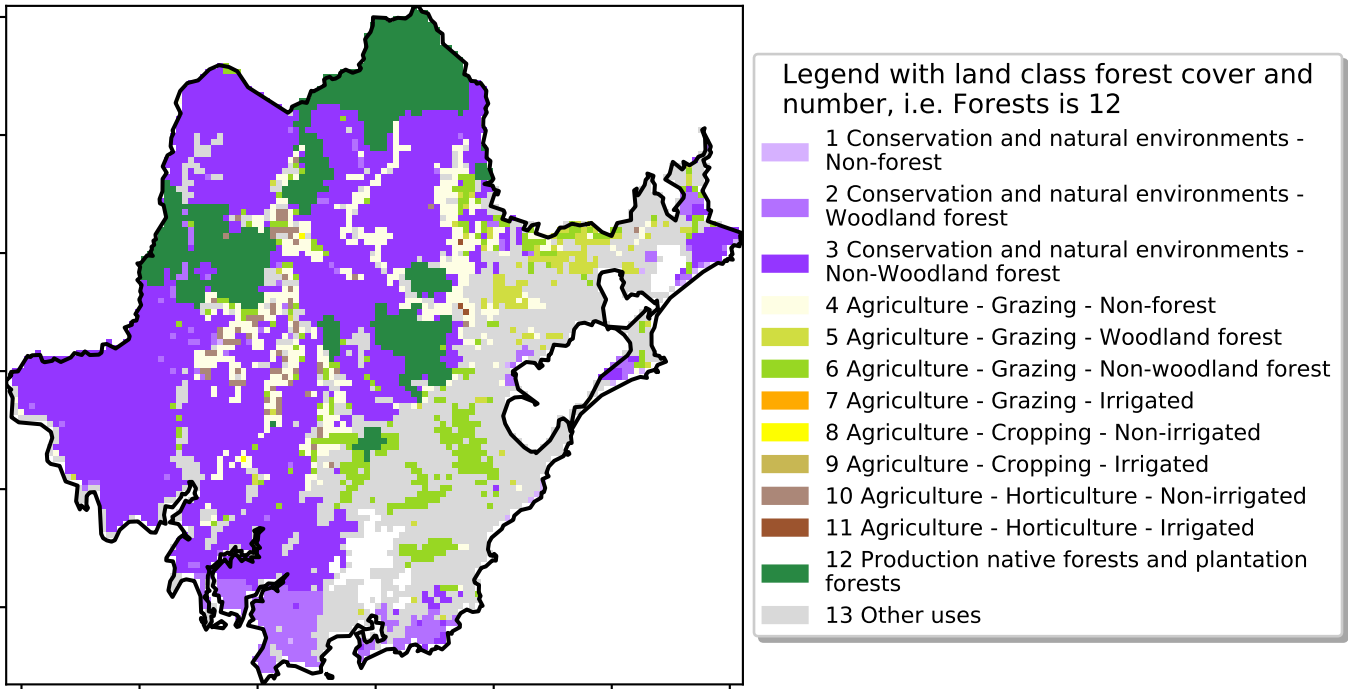 Legend with land class forest cover and
number, i.e. Forests is 12
1 Conservation and natural environments -
Non-forest
2 Conservation and natural environments -
Woodland forest
3 Conservation and natural environments -
Non-Woodland forest
4 Agriculture - Grazing - Non-forest
5 Agriculture - Grazing - Woodland forest
6 Agriculture - Grazing - Non-woodland forest
7 Agriculture - Grazing - Irrigated
8 Agriculture - Cropping - Non-irrigated
9 Agriculture - Cropping - Irrigated
10 Agriculture - Horticulture - Non-irrigated
11 Agriculture - Horticulture - Irrigated
12 Production native forests and plantation
forests
13 Other uses